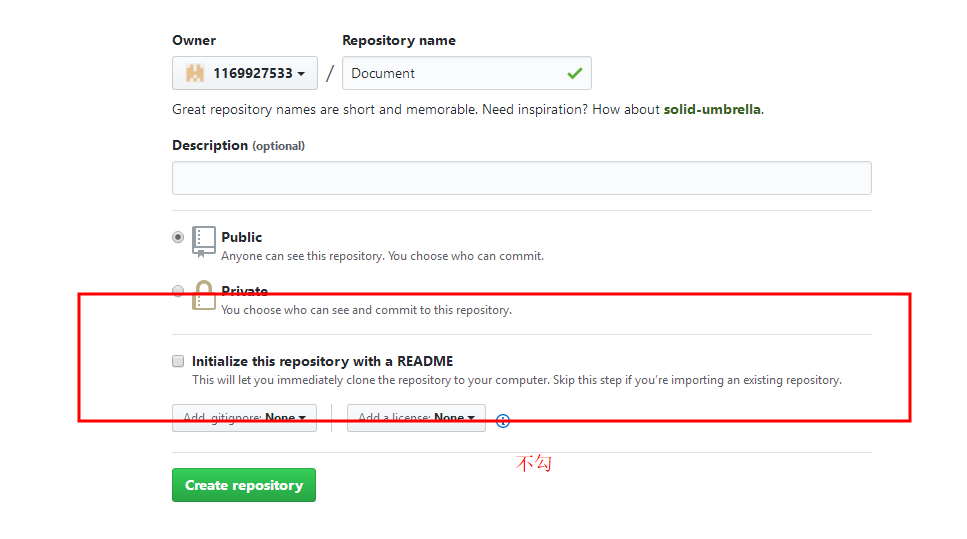 Owner Repository name
1169927533 / Document
Great repository names are short and memorable. Need inspiration? How about solid-umbrella.
Description (optional)
Public
Anyone can see this repository. You choose who can commit.
Private
You choose who can see and commit to this repository.
Initialize this repository with a README
This will let you immediately clone the repository to your computer. Skip this step if you’re importing an existing repository.
Add .gitignore: None Add a license: None
不勾
Create repository